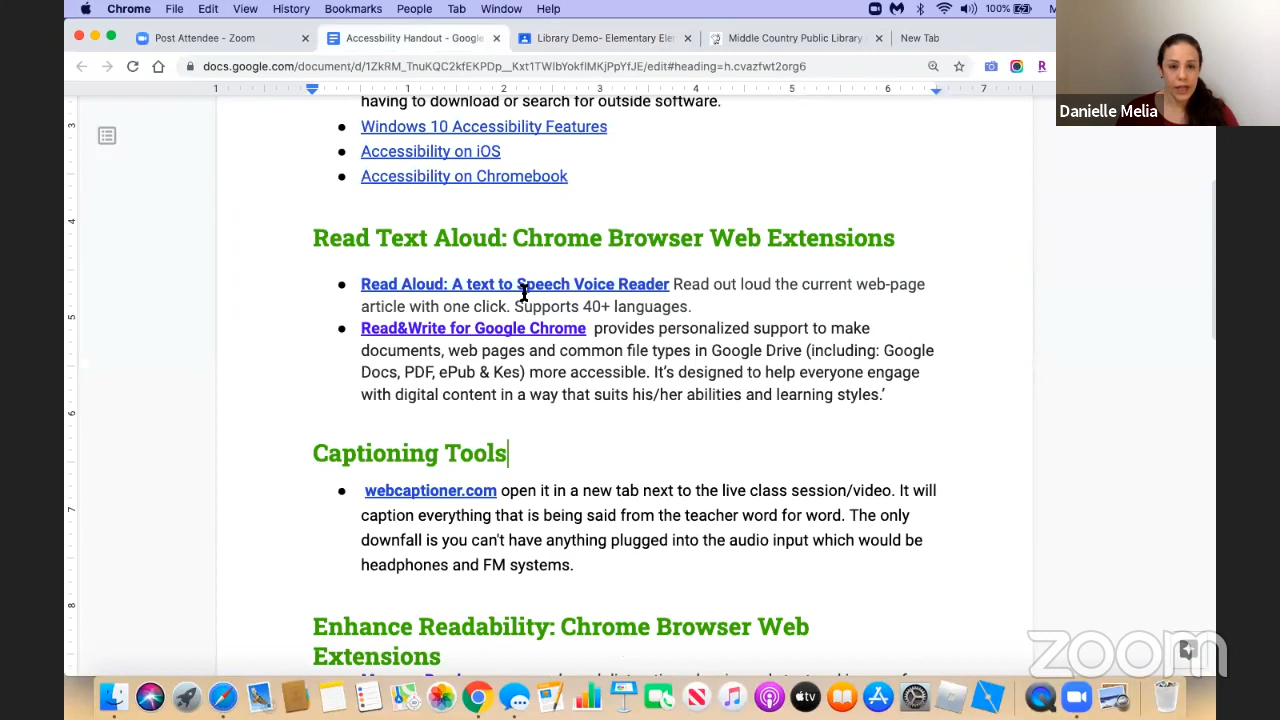 Chrome File Edit View History Bookmarks People Tab Window Help 100%
Post Attendee - Zoom Accessbility Handout - Google Library Demo- Elementary Ele Middle Country Public Library New Tab
Danielle Melia
1 1 2 3 4 5 6 7
having to download or search for outside software.
Windows 10 Accessibility Features
Accessibility on iOS
Accessibility on Chromebook
Read Text Aloud: Chrome Browser Web Extensions
Read Aloud: A text to Speech Voice Reader Read out loud the current web-page
article with one click. Supports 40+ languages.
Read&Write for Google Chrome provides personalized support to make
documents, web pages and common file types in Google Drive (including: Google
Docs, PDF, ePub & Kes) more accessible. It's designed to help everyone engage
with digital content in a way that suits his/her abilities and learning styles.'
Captioning Tools
webcaptioner.com open it in a new tab next to the live class session/video. It will
caption everything that is being said from the teacher word for word. The only
downfall is you can't have anything plugged into the audio input which would be
headphones and FM systems.
Enhance Readability: Chrome Browser Web
Extensions
zoom